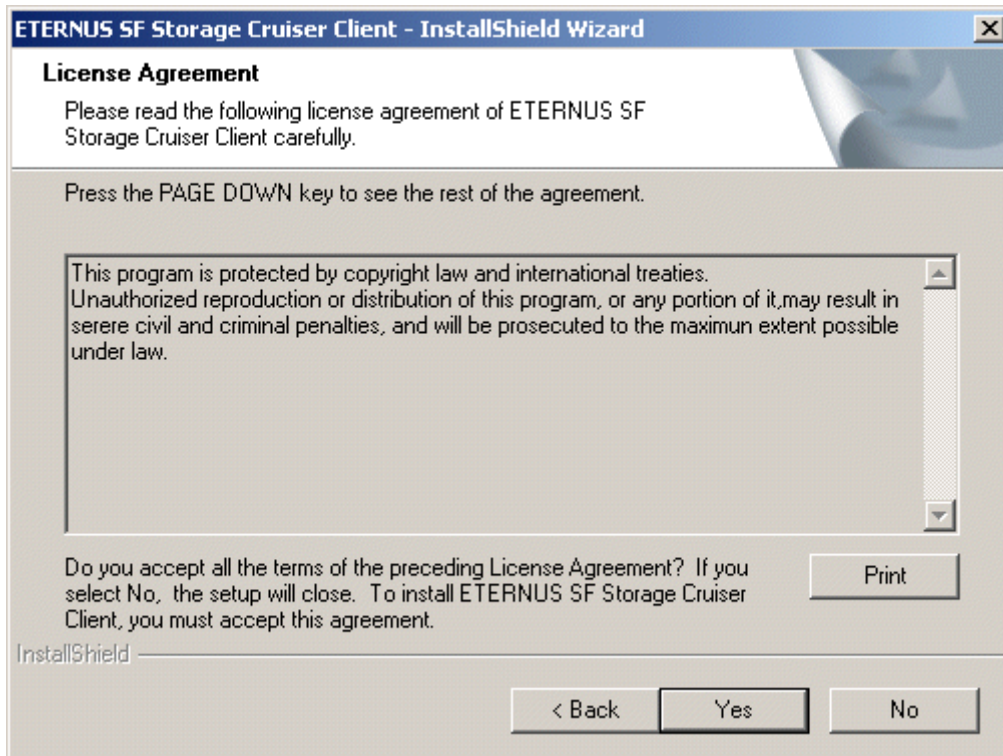 ETERNUS SF Storage Cruiser Client - InstallShield Wizard
License Agreement
Please read the following license agreement of ETERNUS SF
Storage Cruiser Client carefully.
Press the PAGE DOWN key to see the rest of the agreement.
This program is protected by copyright law and international treaties.
Unauthorized reproduction or distribution of this program, or any portion of it,may result in
serere civil and criminal penalties, and will be prosecuted to the maximun extent possible
under law.
Do you accept all the terms of the preceding License Agreement?  If you
select No,  the setup will close.  To install ETERNUS SF Storage Cruiser
Client, you must accept this agreement.
Print
InstallShield
< Back
Yes
No